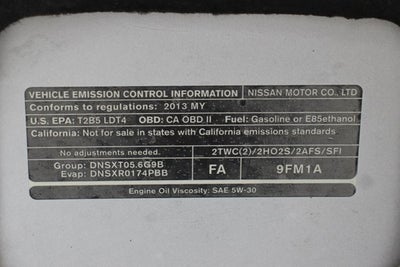 VEHICLE EMISSION CONTROL INFORMATION NISSAN MOTOR CO., LTD
Conforms to regulations: 2013 MY
U.S. EPA: T2B5 LDT4 OBD: CA OBD II Fuel: Gasoline or E85ethanol
California: Not for sale in states with California emissions standards
No adjustments needed. 2TWC(2)/2HO2S/2AFS/SFI
Group: DNSXT05.6G9B
Evap: DNSXR0174PBB FA 9FM1A
Engine Oil Viscosity: SAE 5W-30